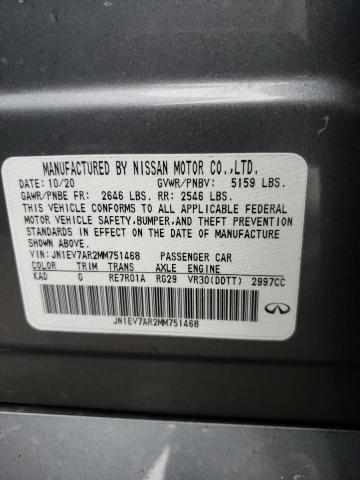 MANUFACTURED BY NISSAN MOTOR CO.,LTD.
DATE: 10/20 GVWR/PNBV: 5159 LBS.
GAWR/PNBE FR: 2646 LBS. RR: 2546 LBS.
THIS VEHICLE CONFORMS TO ALL APPLICABLE FEDERAL
MOTOR VEHICLE SAFETY, BUMPER, AND THEFT PREVENTION
STANDARDS IN EFFECT ON THE DATE OF MANUFACTURE
SHOWN ABOVE.
VIN: JN1EV7AR2MM751468 PASSENGER CAR
COLOR TRIM TRANS AXLE ENGINE
KAD G RE7R01A RG29 VR30(DDTT) 2997CC
JN1EV7AR2MM751468